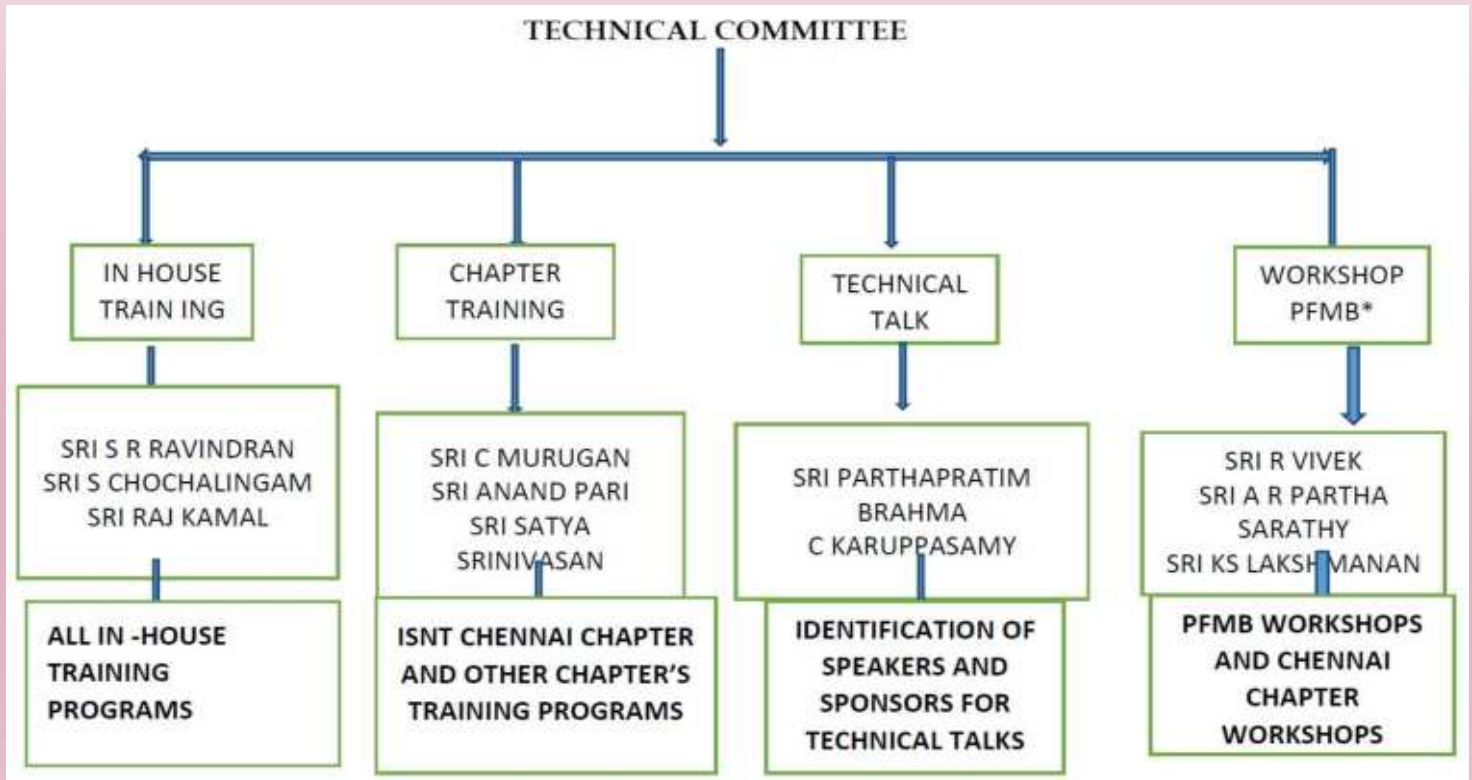 TECHNICAL COMMITTEE
IN HOUSE
TRAIN ING
CHAPTER
TRAINING
TECHNICAL
TALK
WORKSHOP
PFMB*
SRI S R RAVINDRAN
SRI S CHOCHALINGAM
SRI RAJ KAMAL
SRI C MURUGAN
SRI ANAND PARI
SRI SATYA
SRINIVASAN
SRI PARTHAPRATIM
BRAHMA
C KARUPPASAMY
SRI R VIVEK
SRI A R PARTHA
SARATHY
SRI KS LAKSHMANAN
ALL IN -HOUSE
TRAINING
PROGRAMS
ISNT CHENNAI CHAPTER
AND OTHER CHAPTER’S
TRAINING PROGRAMS
IDENTIFICATION OF
SPEAKERS AND
SPONSORS FOR
TECHNICAL TALKS
PFMB WORKSHOPS
AND CHENNAI
CHAPTER
WORKSHOPS